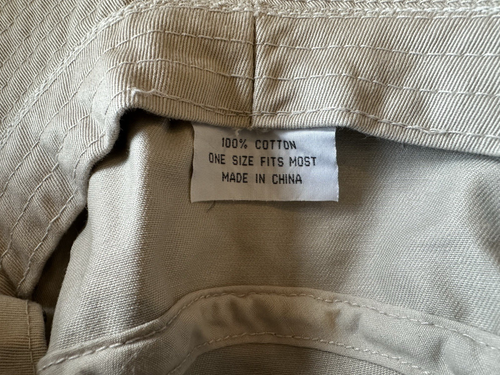 100% COTTON
ONE SIZE FITS MOST
MADE IN CHINA